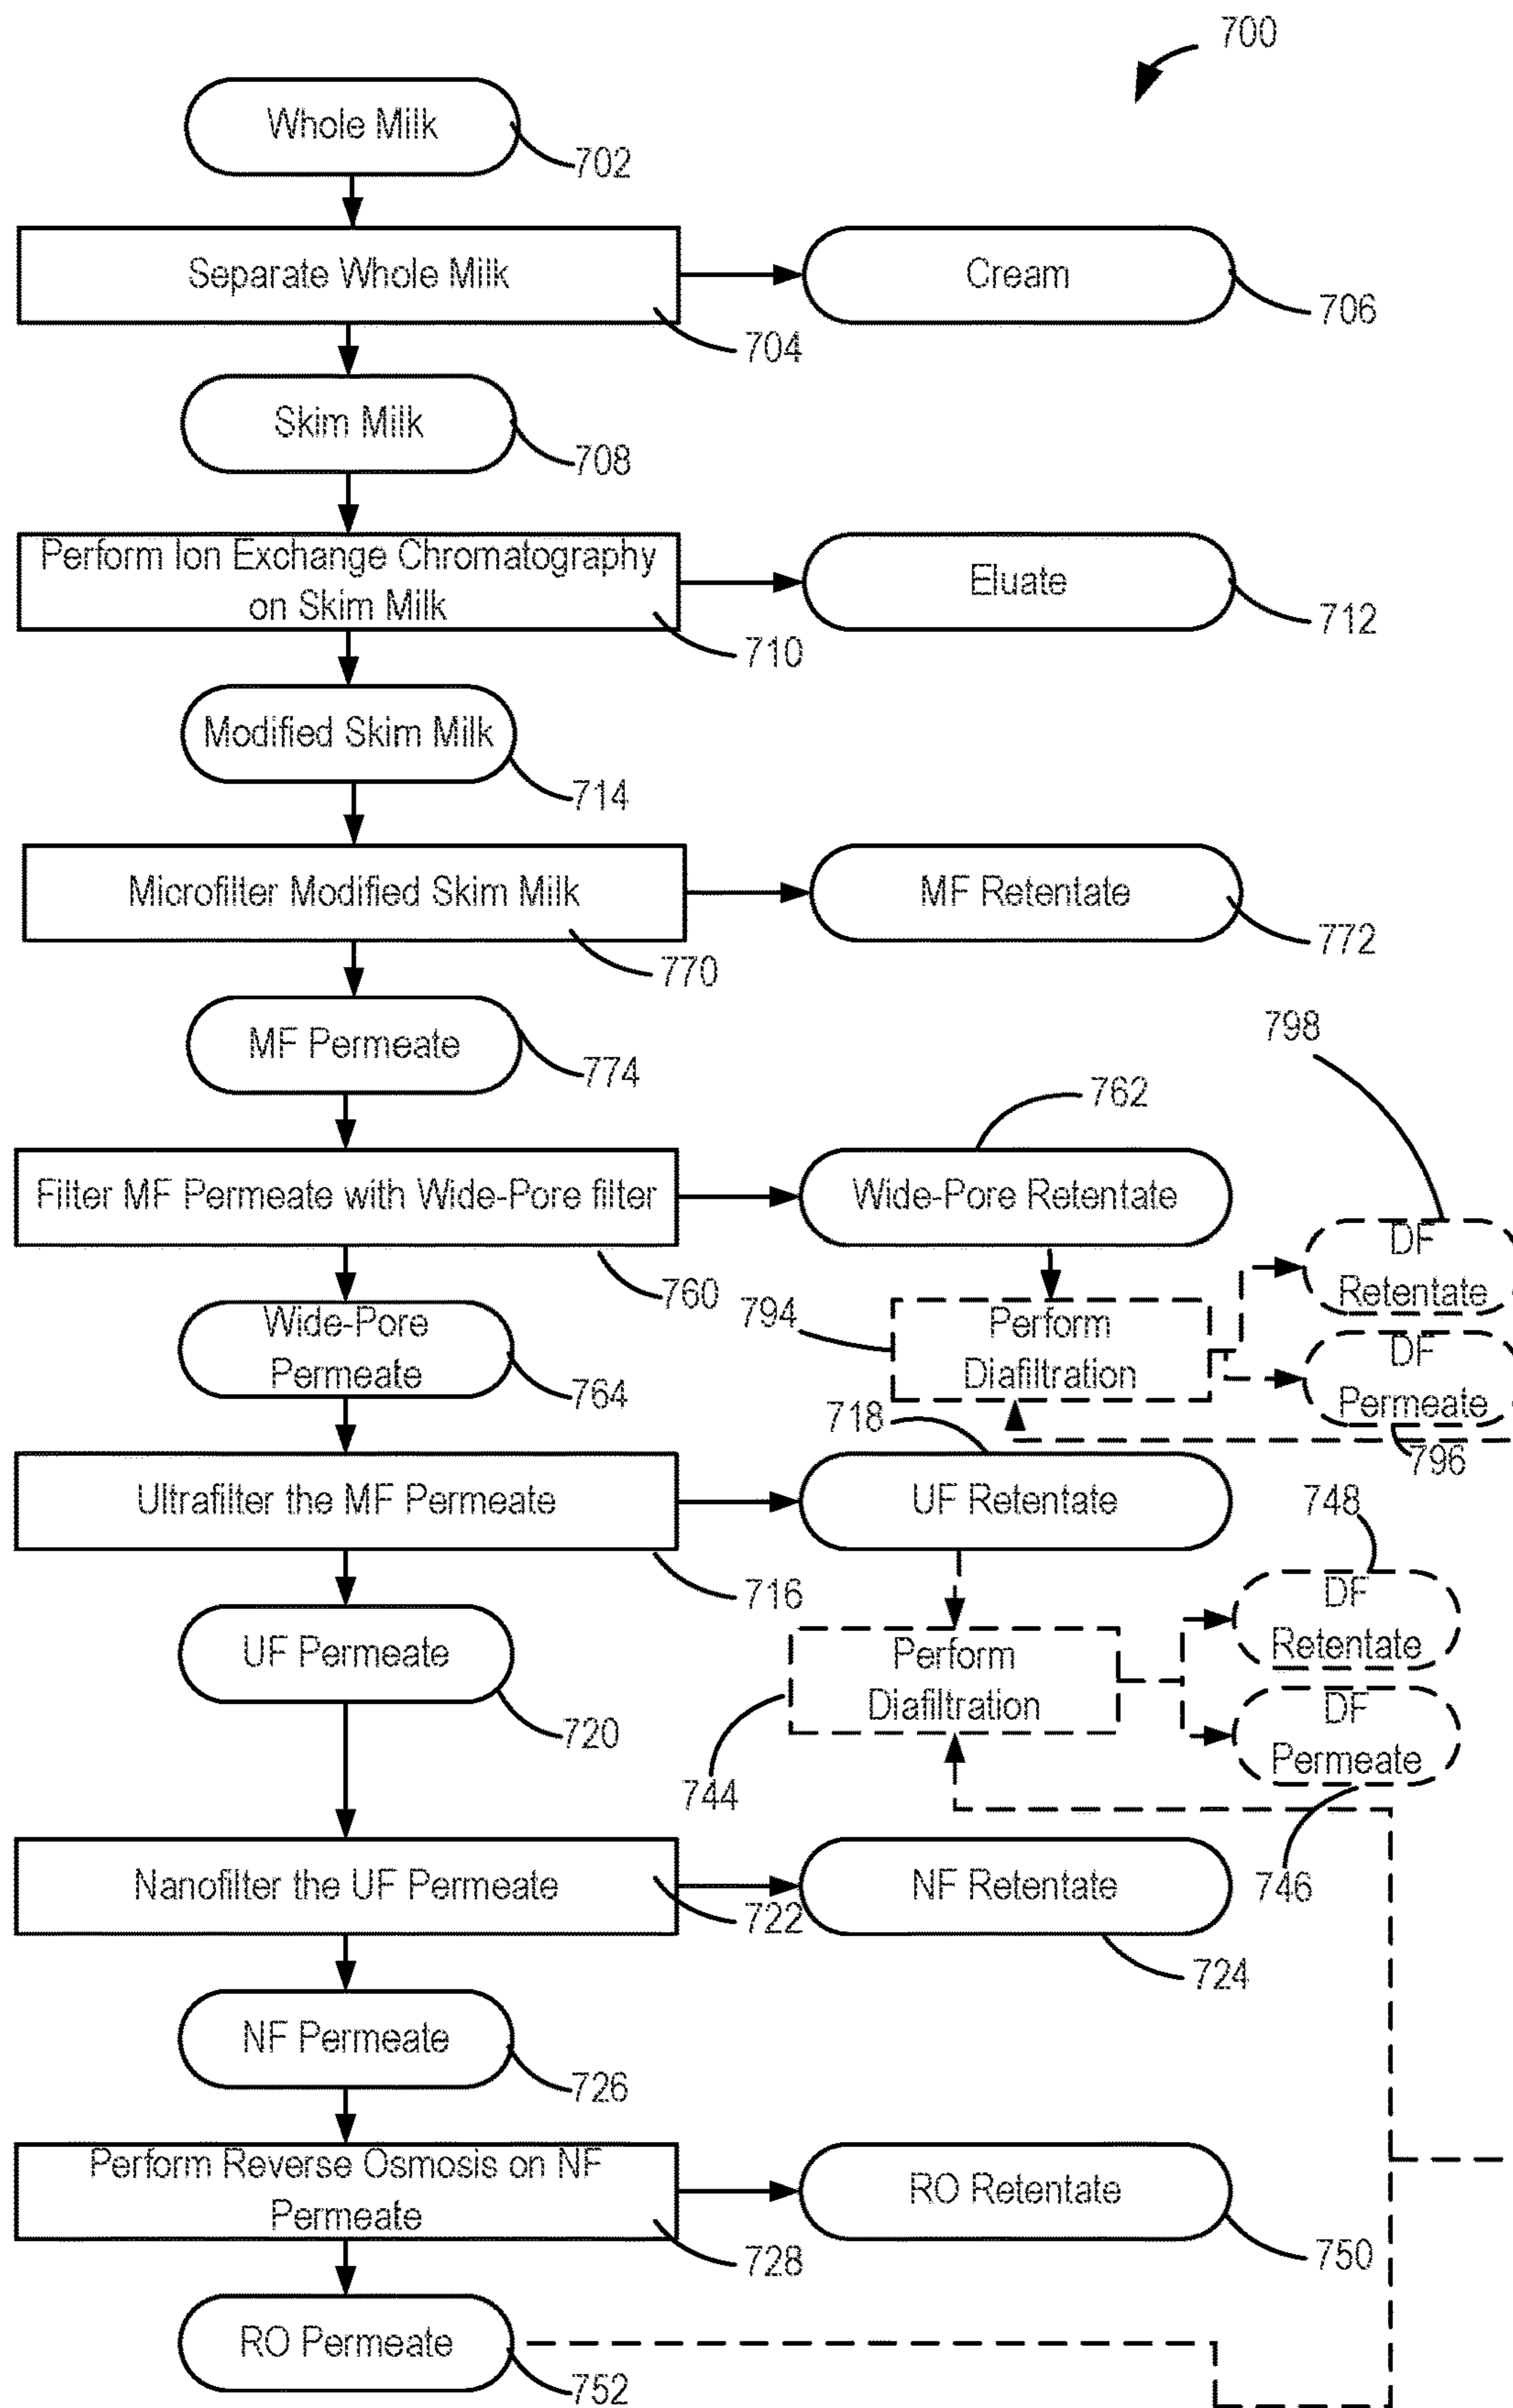 700
Whole Milk
702
Separate Whole Milk
704
Cream
706
Skim Milk
708
Perform Ion Exchange Chromatography
on Skim Milk
710
Eluate
712
Modified Skim Milk
714
Microfilter Modified Skim Milk
770
MF Retentate
772
MF Permeate
774
Filter MF Permeate with Wide-Pore filter
760
Wide-Pore Retentate
762
798
DF
Retentate
794
Perform
Diafiltration
DF
Permeate
796
Wide-Pore
Permeate
764
Ultrafilter the MF Permeate
716
718
UF Retentate
748
DF
Retentate
UF Permeate
720
Perform
Diafiltration
744
DF
Permeate
746
Nanofilter the UF Permeate
722
NF Retentate
724
NF Permeate
726
Perform Reverse Osmosis on NF
Permeate
728
RO Retentate
750
RO Permeate
752